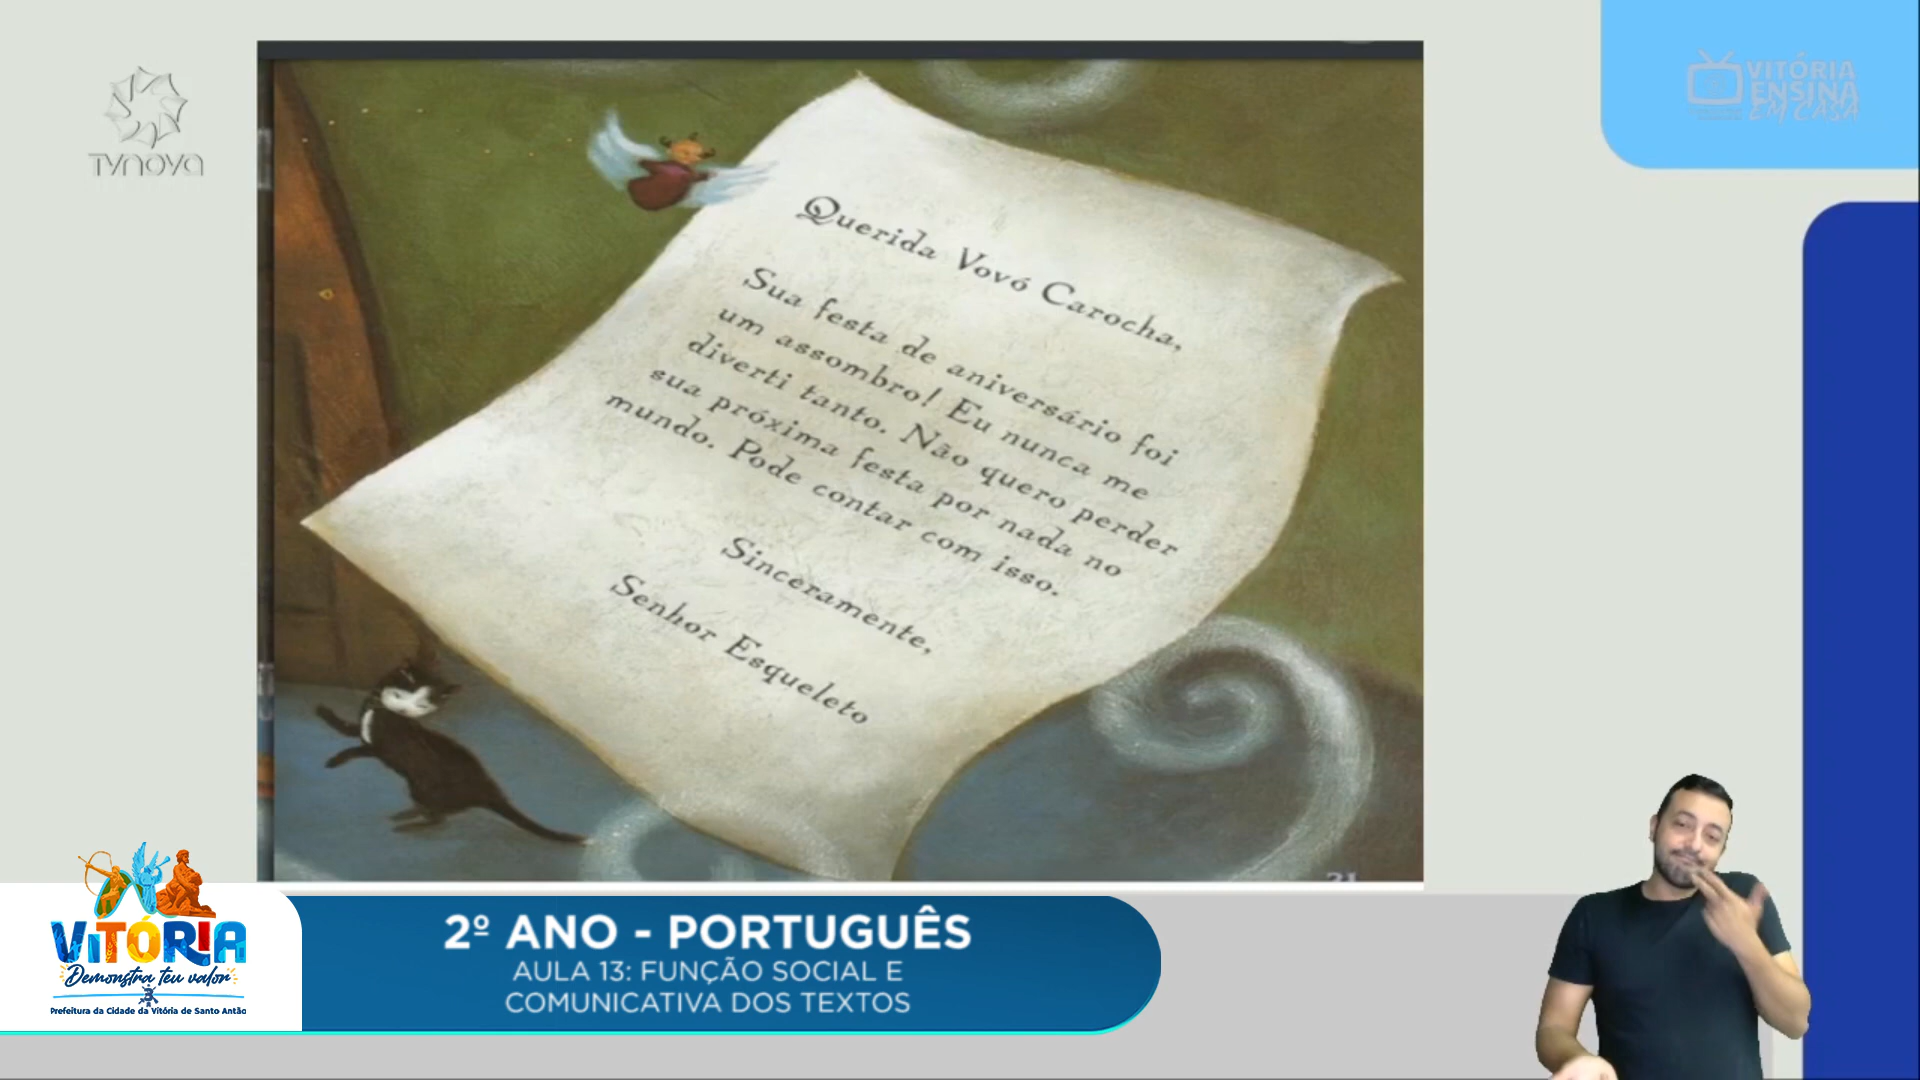 TVNOVA
VITÓRIA
ENSINA
EM CASA
Querida Vovó Carocha,
Sua festa de aniversário foi
um assombro! Eu nunca me
diverti tanto. Não quero perder
sua próxima festa por nada no
mundo. Pode contar com isso.
Sinceramente,
Senhor Esqueleto
31
VITÓRIA
Demonstra teu valor
Prefeitura da Cidade da Vitória de Santo Antão
2º ANO - PORTUGUÊS
AULA 13: FUNÇÃO SOCIAL E
COMUNICATIVA DOS TEXTOS